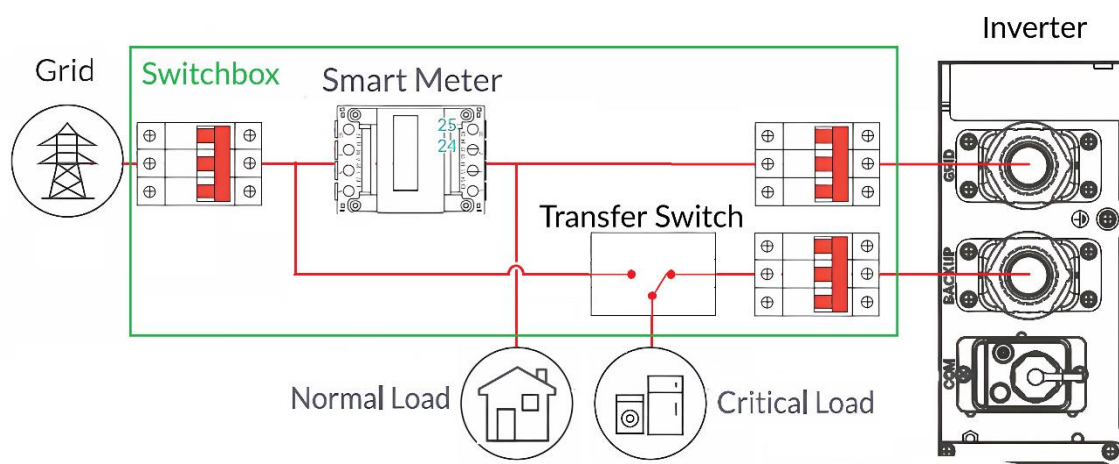 Inverter
Grid
Switchbox
Smart Meter
25
24
GRID
Transfer Switch
BACKUP
COM
Normal Load
Critical Load